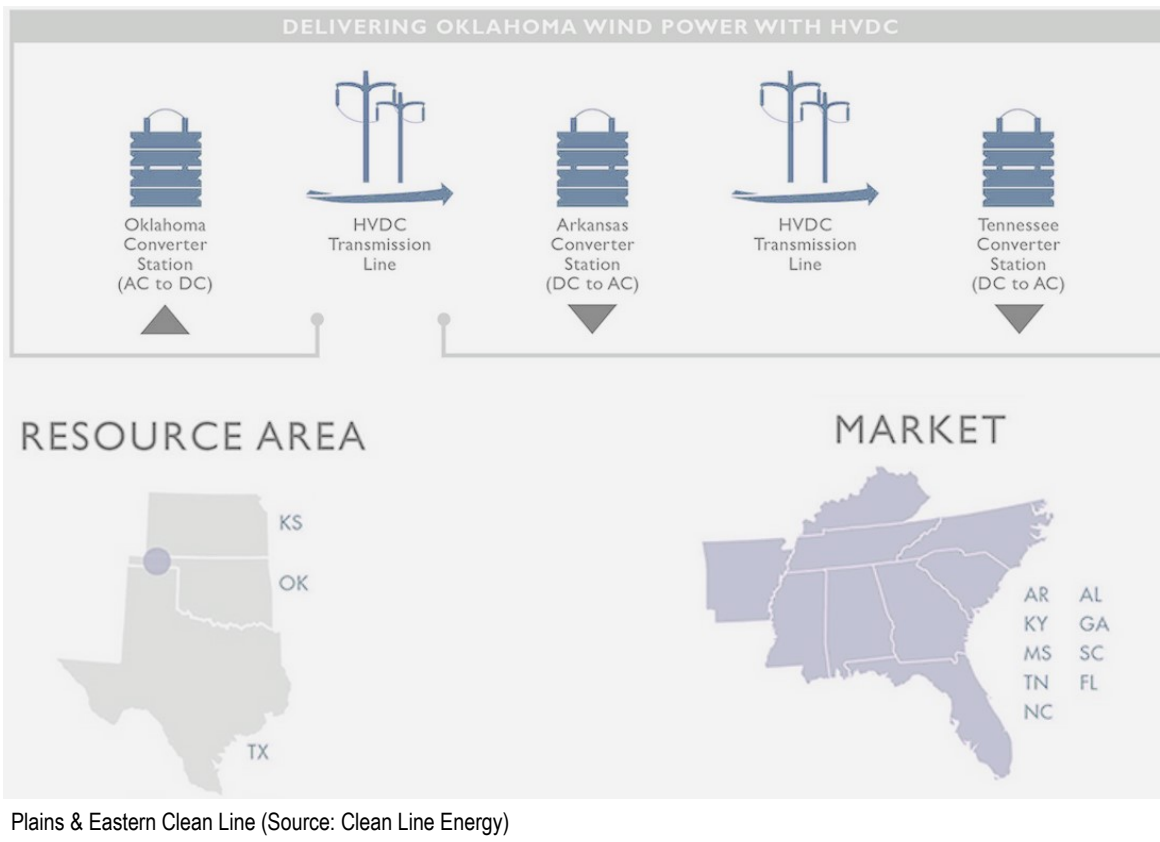 DELIVERING OKLAHOMA WIND POWER WITH HVDC
Oklahoma
Converter
Station
(AC to DC)
HVDC
Transmission
Line
Arkansas
Converter
Station
(DC to AC)
HVDC
Transmission
Line
Tennessee
Converter
Station
(DC to AC)
RESOURCE AREA
KS
OK
TX
MARKET
AR AL
KY GA
MS SC
TN FL
NC
Plains & Eastern Clean Line (Source: Clean Line Energy)